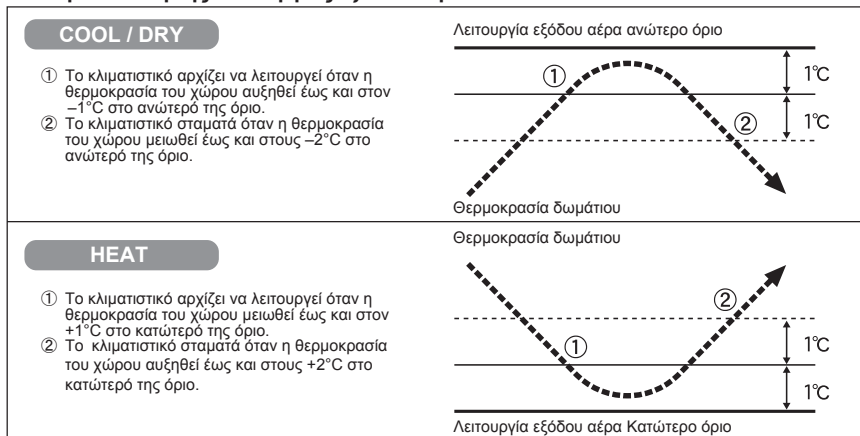 COOL / DRY
① Το κλιματιστικό αρχίζει να λειτουργεί όταν η
θερμοκρασία του χώρου αυξηθεί έως και στον
–1°C στο ανώτερό της όριο.
② Το κλιματιστικό σταματά όταν η θερμοκρασία
του χώρου μειωθεί έως και στους –2°C στο
ανώτερό της όριο.
Λειτουργία εξόδου αέρα ανώτερο όριο
①
1°C
②
1°C
Θερμοκρασία δωμάτιου
HEAT
① Το κλιματιστικό αρχίζει να λειτουργεί όταν η
θερμοκρασία του χώρου μειωθεί έως και στον
+1°C στο κατώτερό της όριο.
② Το κλιματιστικό σταματά όταν η θερμοκρασία
του χώρου αυξηθεί έως και στους +2°C στο
κατώτερό της όριο.
Θερμοκρασία δωμάτιου
②
①
1°C
1°C
Λειτουργία εξόδου αέρα Κατώτερο όριο